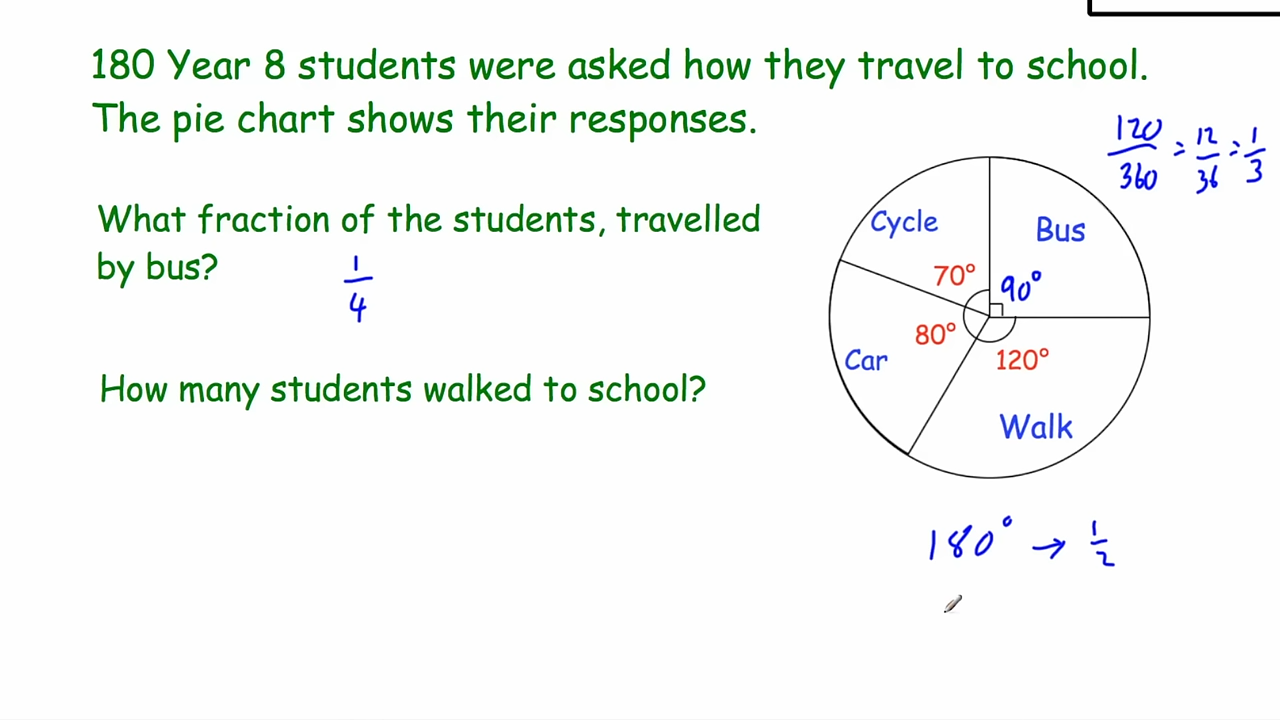 180 Year 8 students were asked how they travel to school.
The pie chart shows their responses.
120/360 = 12/36 = 1/3
What fraction of the students, travelled
by bus?
1/4
Cycle
Bus
70°
90°
80°
120°
Car
How many students walked to school?
Walk
180° → 1/2